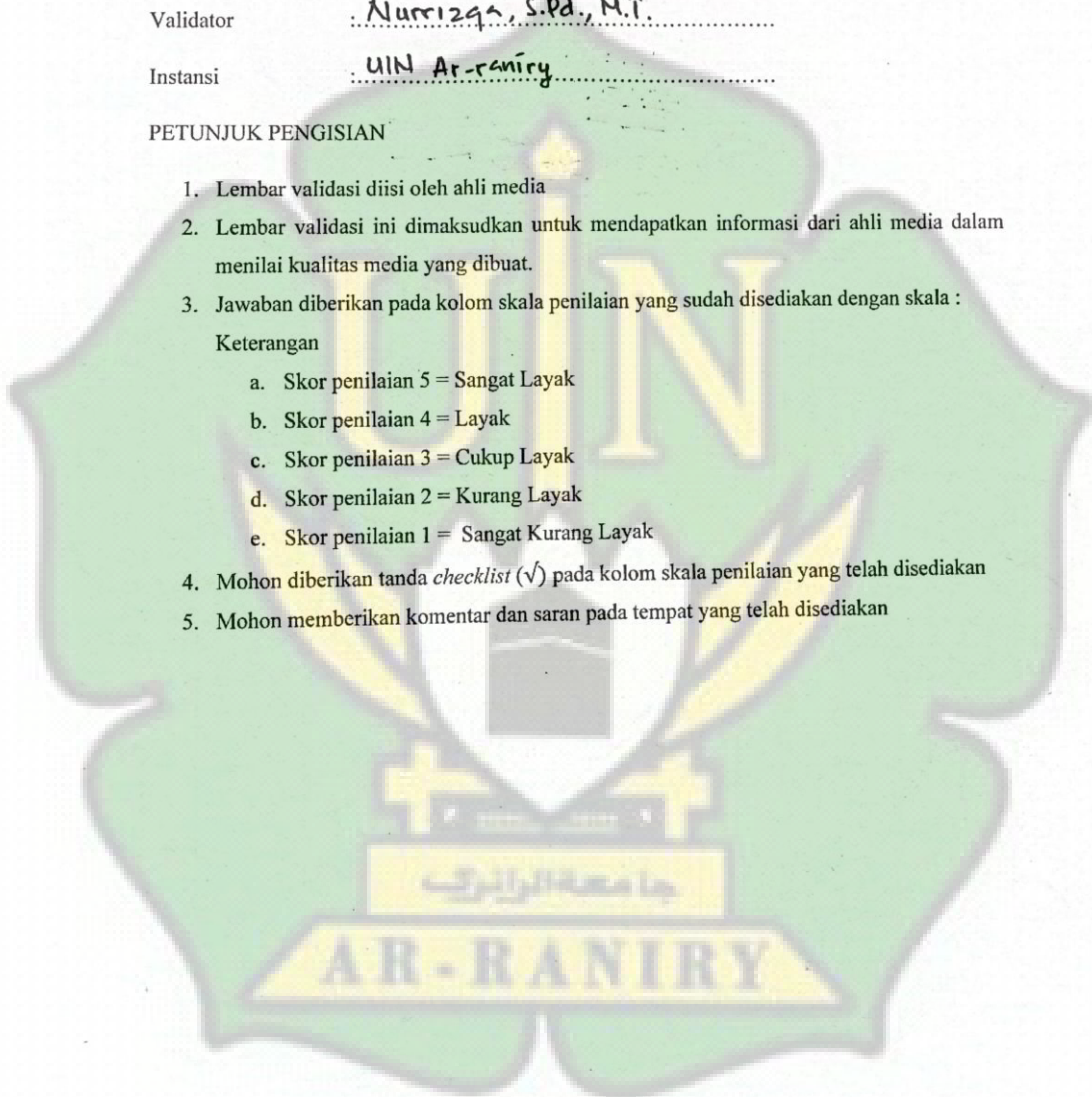 Validator : Nurrizqa, S.Pd., M.T.
Instansi : UIN Ar-raniry
PETUNJUK PENGISIAN
1. Lembar validasi diisi oleh ahli media
2. Lembar validasi ini dimaksudkan untuk mendapatkan informasi dari ahli media dalam
menilai kualitas media yang dibuat.
3. Jawaban diberikan pada kolom skala penilaian yang sudah disediakan dengan skala :
Keterangan
a. Skor penilaian 5 = Sangat Layak
b. Skor penilaian 4 = Layak
c. Skor penilaian 3 = Cukup Layak
d. Skor penilaian 2 = Kurang Layak
e. Skor penilaian 1 = Sangat Kurang Layak
4. Mohon diberikan tanda checklist (√) pada kolom skala penilaian yang telah disediakan
5. Mohon memberikan komentar dan saran pada tempat yang telah disediakan
UIN
جامعة الرانري
AR-RANIRY